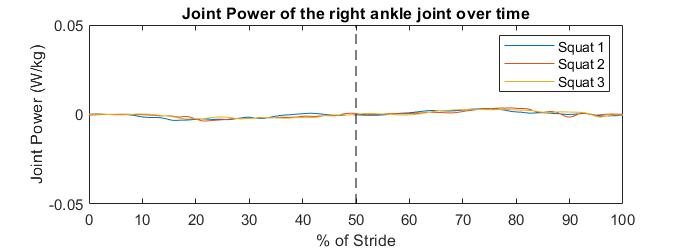 Joint Power of the right ankle joint over time
Joint Power (W/kg)
0.05
0
-0.05
Squat 1
Squat 2
Squat 3
0 10 20 30 40 50 60 70 80 90 100
% of Stride